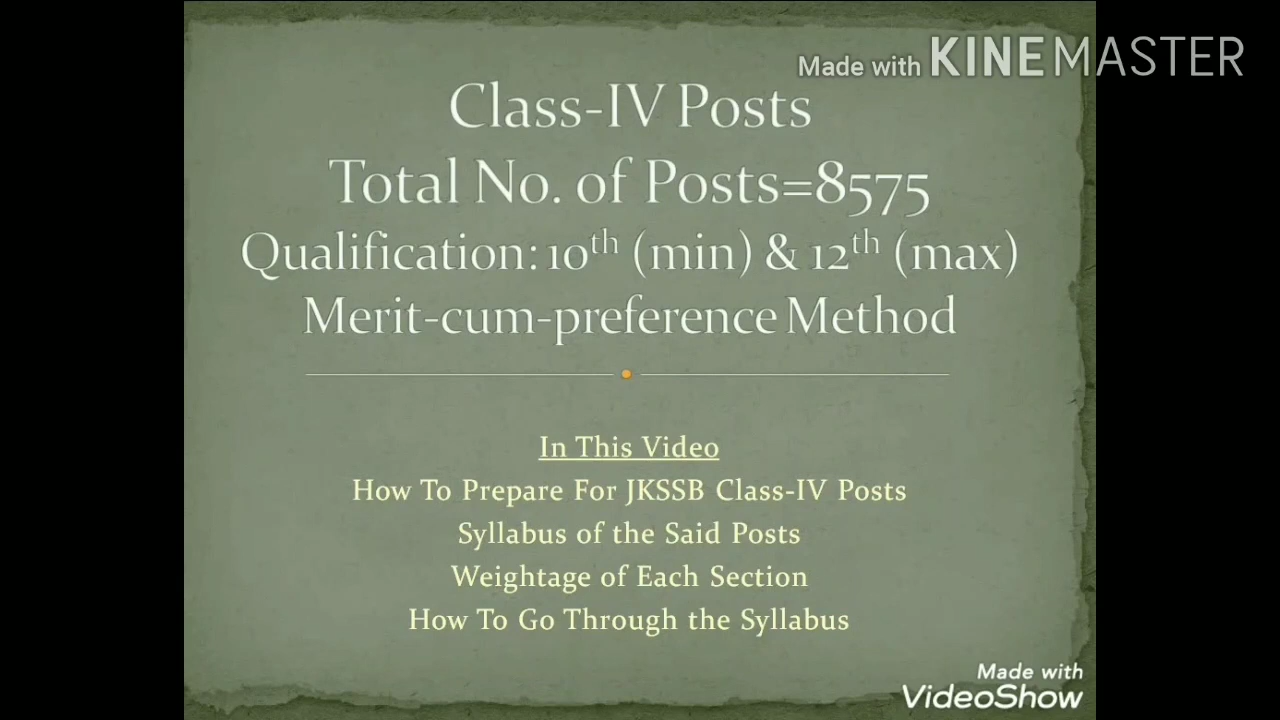 Made with KINEMASTER
Class-IV Posts
Total No. of Posts=8575
Qualification: 10th (min) & 12th (max)
Merit-cum-preference Method
In This Video
How To Prepare For JKSSB Class-IV Posts
Syllabus of the Said Posts
Weightage of Each Section
How To Go Through the Syllabus
Made with
VideoShow